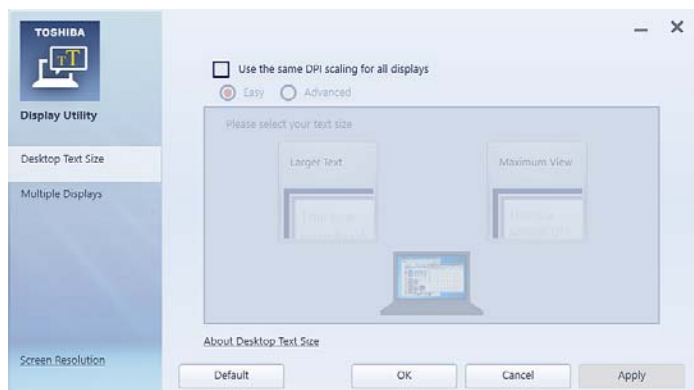 TOSHIBA
TT
Display Utility
Desktop Text Size
Multiple Displays
Screen Resolution
Use the same DPI scaling for all displays
Easy Advanced
Please select your text size
Larger Text Maximum View
About Desktop Text Size
Default OK Cancel Apply